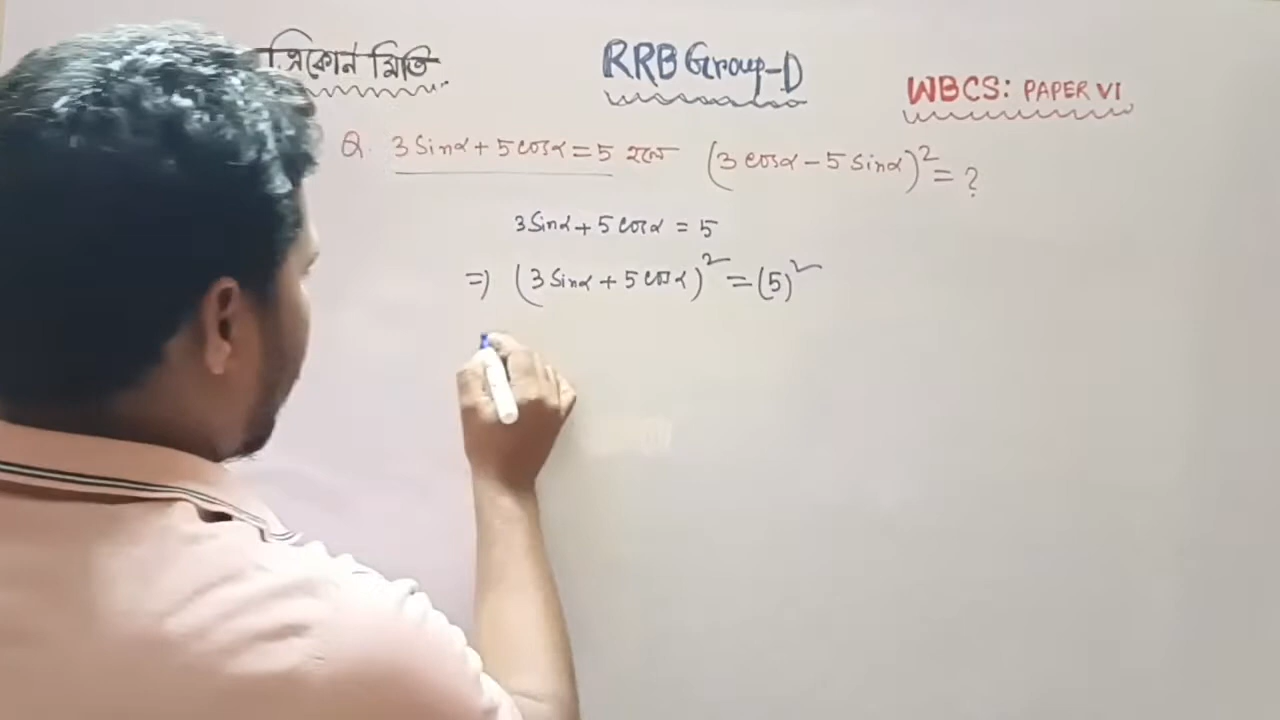 ত্রিকোন মিতি
RRB Group-D
WBCS: PAPER VI
Q. 3 Sinα + 5 cosα = 5 হলে (3 cosα - 5 sinα)² = ?
3 Sinα + 5 cosα = 5
⇒ (3 Sinα + 5 cosα)² = (5)²